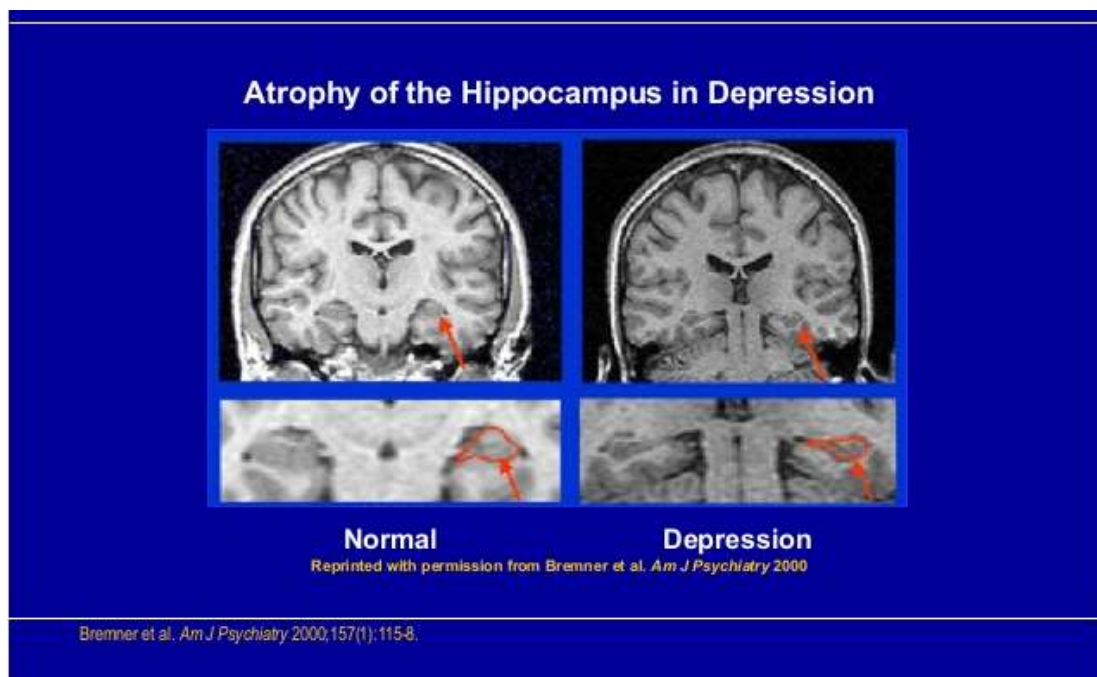 Atrophy of the Hippocampus in Depression
Normal
Depression
Reprinted with permission from Bremner et al. Am J Psychiatry 2000
Bremner et al. Am J Psychiatry 2000;157(1):115-8.